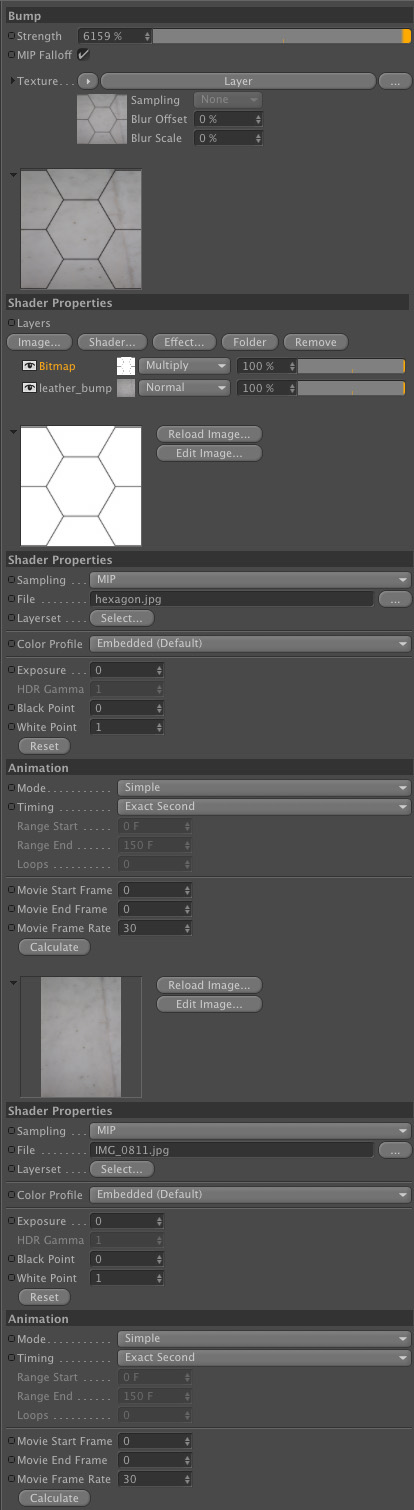 Bump
Strength 6159 %
MIP Falloff
Texture... Layer ...
Sampling None
Blur Offset 0 %
Blur Scale 0 %
Shader Properties
Layers
Image... Shader... Effect... Folder Remove
Bitmap Multiply 100 %
leather_bump Normal 100 %
Reload Image...
Edit Image...
Shader Properties
Sampling ... MIP
File ........ hexagon.jpg ...
Layerset .... Select...
Color Profile Embedded (Default)
Exposure ... 0
HDR Gamma 1
Black Point 0
White Point 1
Reset
Animation
Mode........... Simple
Timing ......... Exact Second
Range Start ..... 0 F
Range End ...... 150 F
Loops .......... 0
Movie Start Frame 0
Movie End Frame 0
Movie Frame Rate 30
Calculate
Reload Image...
Edit Image...
Shader Properties
Sampling ... MIP
File ........ IMG_0811.jpg ...
Layerset .... Select...
Color Profile Embedded (Default)
Exposure ... 0
HDR Gamma 1
Black Point 0
White Point 1
Reset
Animation
Mode........... Simple
Timing ......... Exact Second
Range Start ..... 0 F
Range End ...... 150 F
Loops .......... 0
Movie Start Frame 0
Movie End Frame 0
Movie Frame Rate 30
Calculate